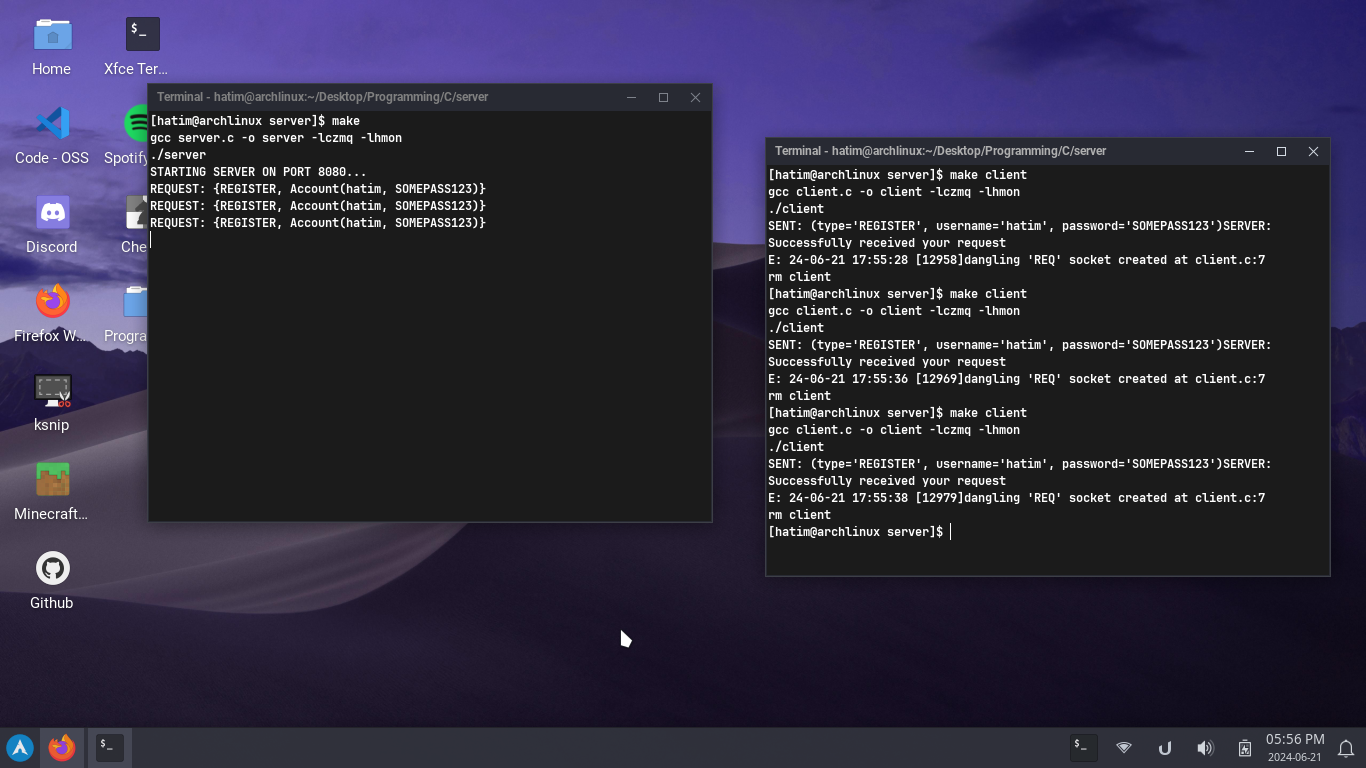 Home
Xfce Ter...
Code - OSS
Spotify
Discord
Che
Firefox W...
Progra
ksnip
Minecraft...
Github
Terminal - hatim@archlinux:~/Desktop/Programming/C/server
[hatim@archlinux server]$ make
gcc server.c -o server -lczmq -lhmon
./server
STARTING SERVER ON PORT 8080...
REQUEST: {REGISTER, Account(hatim, SOMEPASS123)}
REQUEST: {REGISTER, Account(hatim, SOMEPASS123)}
REQUEST: {REGISTER, Account(hatim, SOMEPASS123)}
Terminal - hatim@archlinux:~/Desktop/Programming/C/server
[hatim@archlinux server]$ make client
gcc client.c -o client -lczmq -lhmon
./client
SENT: (type='REGISTER', username='hatim', password='SOMEPASS123')SERVER:
Successfully received your request
E: 24-06-21 17:55:28 [12958]dangling 'REQ' socket created at client.c:7
rm client
[hatim@archlinux server]$ make client
gcc client.c -o client -lczmq -lhmon
./client
SENT: (type='REGISTER', username='hatim', password='SOMEPASS123')SERVER:
Successfully received your request
E: 24-06-21 17:55:36 [12969]dangling 'REQ' socket created at client.c:7
rm client
[hatim@archlinux server]$ make client
gcc client.c -o client -lczmq -lhmon
./client
SENT: (type='REGISTER', username='hatim', password='SOMEPASS123')SERVER:
Successfully received your request
E: 24-06-21 17:55:38 [12979]dangling 'REQ' socket created at client.c:7
rm client
[hatim@archlinux server]$
05:56 PM
2024-06-21